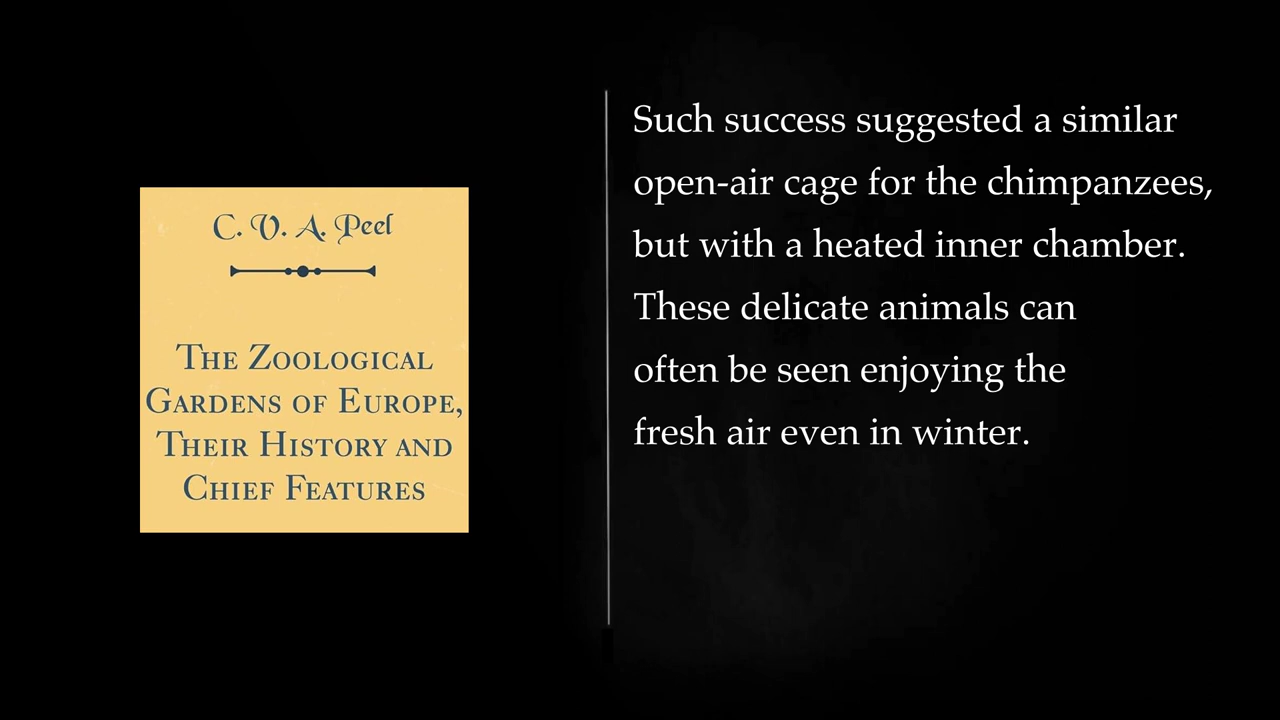 C. V. A. Peel
The Zoological
Gardens of Europe,
Their History and
Chief Features
Such success suggested a similar
open-air cage for the chimpanzees,
but with a heated inner chamber.
These delicate animals can
often be seen enjoying the
fresh air even in winter.